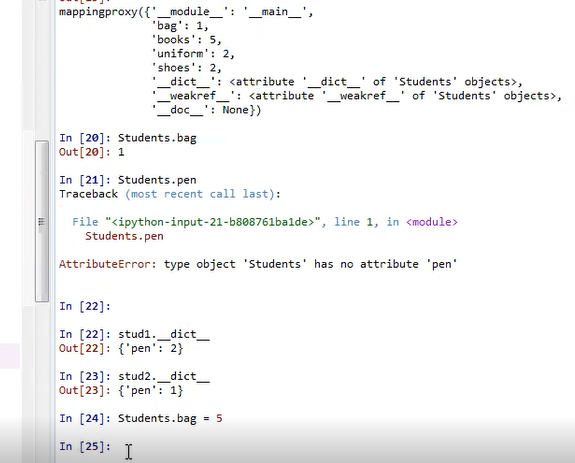 mappingproxy({'__module__': '__main__',
'bag': 1,
'books': 5,
'uniform': 2,
'shoes': 2,
'__dict__': <attribute '__dict__' of 'Students' objects>,
'__weakref__': <attribute '__weakref__' of 'Students' objects>,
'__doc__': None})
In [20]: Students.bag
Out[20]: 1
In [21]: Students.pen
Traceback (most recent call last):
File "<ipython-input-21-b808761ba1de>", line 1, in <module>
Students.pen
AttributeError: type object 'Students' has no attribute 'pen'
In [22]:
In [22]: stud1.__dict__
Out[22]: {'pen': 2}
In [23]: stud2.__dict__
Out[23]: {'pen': 1}
In [24]: Students.bag = 5
In [25]: